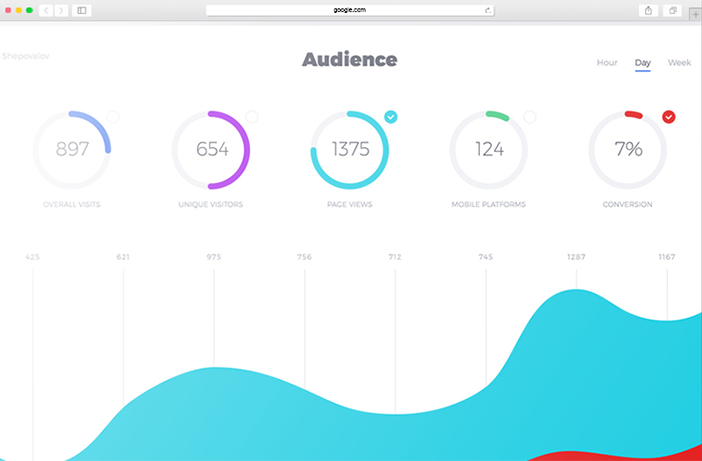 google.com
Shepovalov
Audience
Hour Day Week
897 654 1375 124 7%
OVERALL VISITS UNIQUE VISITORS PAGE VIEWS MOBILE PLATFORMS CONVERSION
425 621 975 756 712 745 1287 1167